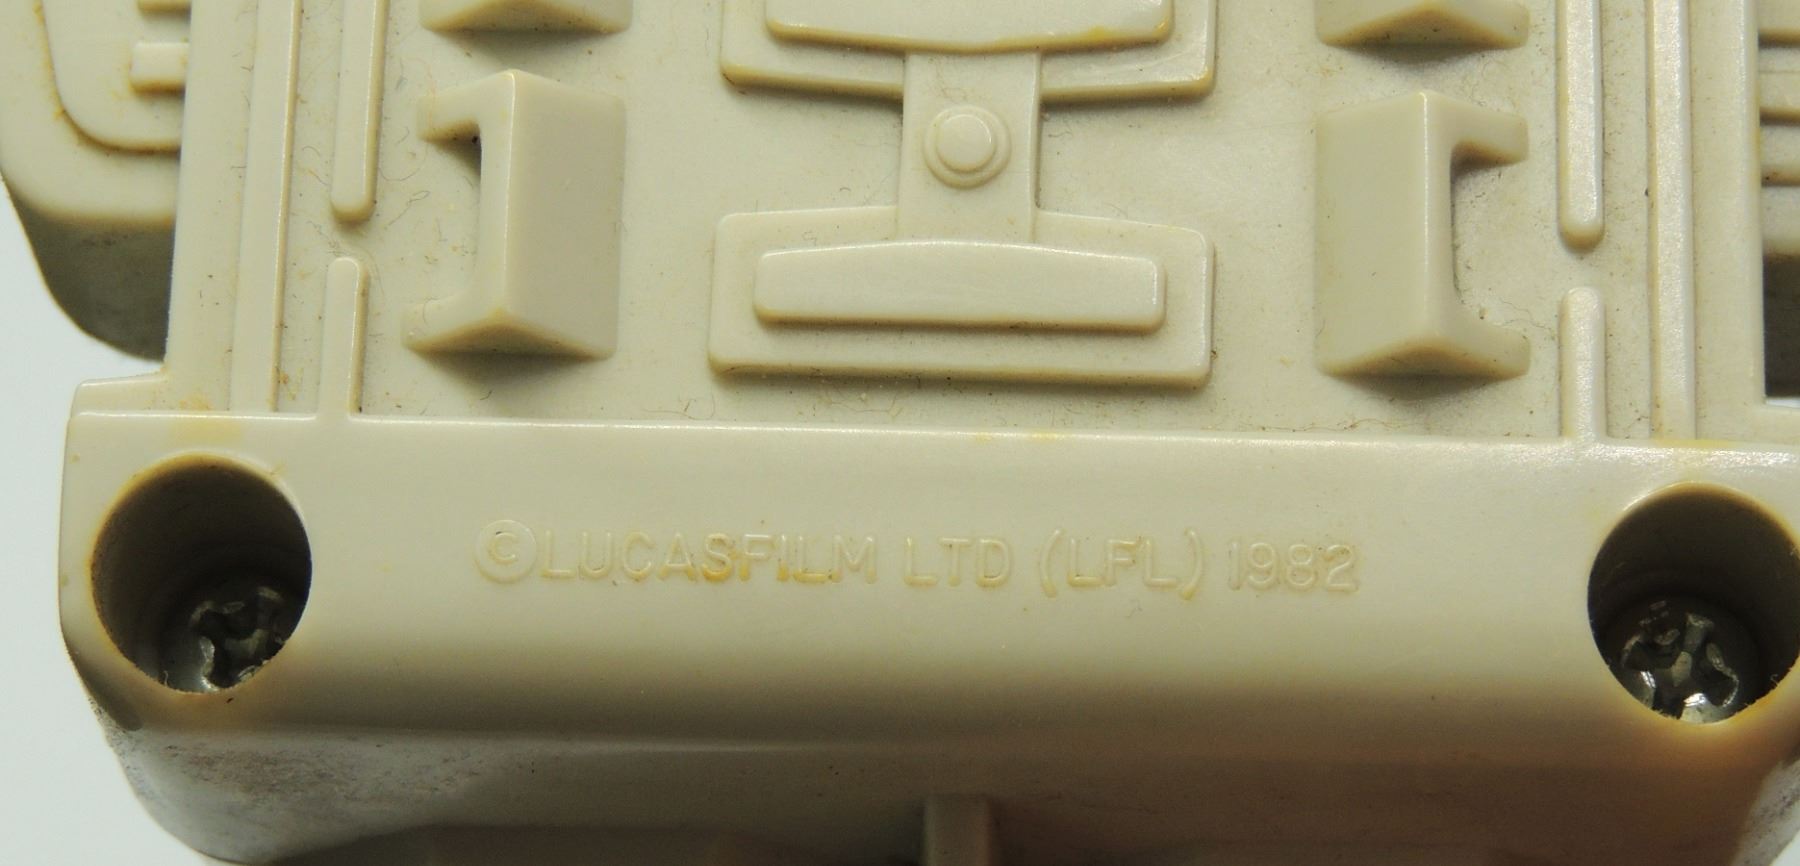 ©LUCASFILM LTD (LFL) 1982